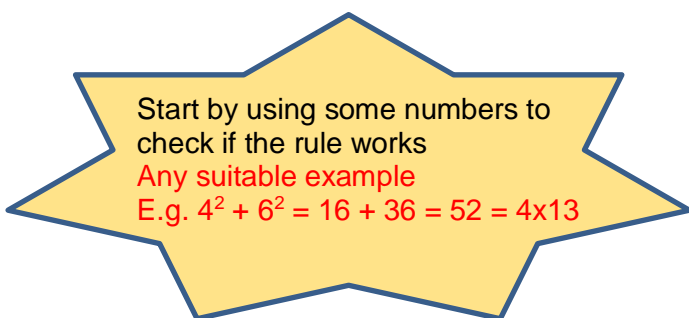 Start by using some numbers to
check if the rule works
Any suitable example
E.g. 4² + 6² = 16 + 36 = 52 = 4x13